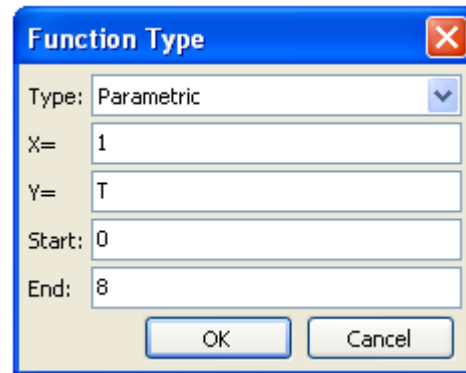 Function Type
Type: Parametric
X= 1
Y= T
Start: 0
End: 8
OK Cancel